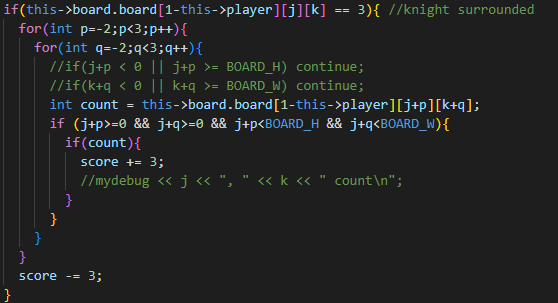 if(this->board.board[1-this->player][j][k] == 3){ //knight surrounded
for(int p=-2;p<3;p++){
for(int q=-2;q<3;q++){
//if(j+p < 0 || j+p >= BOARD_H) continue;
//if(k+q < 0 || k+q >= BOARD_W) continue;
int count = this->board.board[1-this->player][j+p][k+q];
if (j+p>=0 && j+q>=0 && j+p<BOARD_H && j+q<BOARD_W){
if(count){
score += 3;
//mydebug << j << ", " << k << " count\n";
}
}
}
}
score -= 3;
}